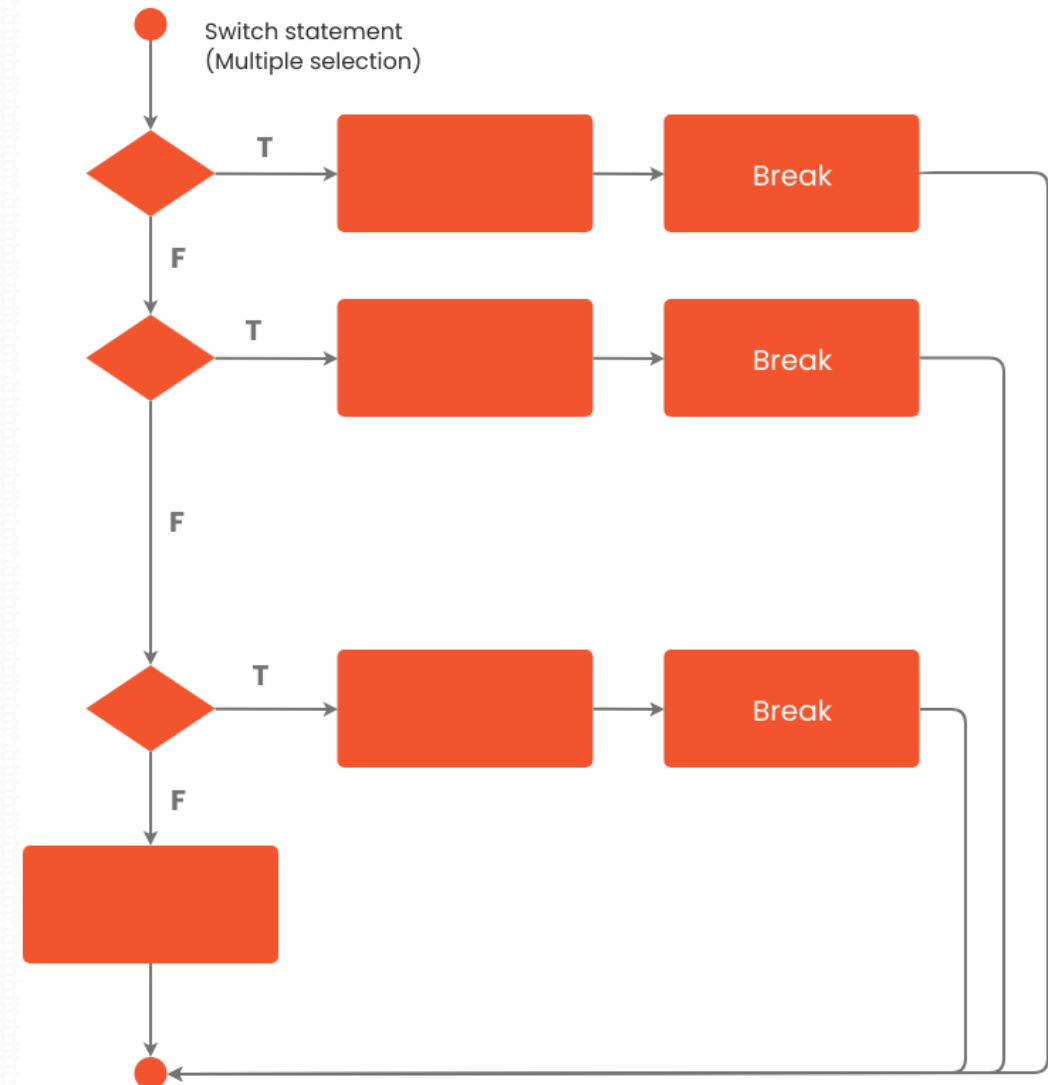 Switch statement
(Multiple selection)
T
Break
F
T
Break
F
T
Break
F